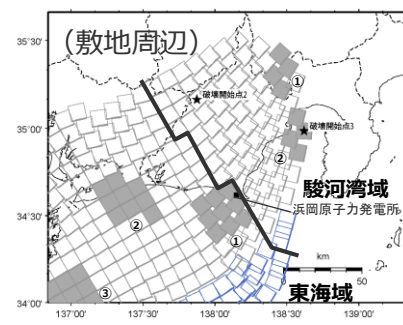 35°30'
（敷地周辺）
①
★破壊開始点2
35°00'
★破壊開始点3
②
駿河湾域
浜岡原子力発電所
34°30'
②
①
km
0
50
東海域
③
34°00'
137°00' 137°30' 138°00' 138°30' 139°00'